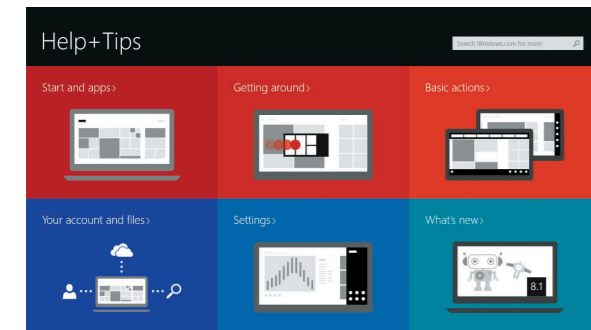 Help+Tips
Search Windows.com for more
Start and apps>
Getting around>
Basic actions>
Your account and files>
Settings>
What's new>
8.1